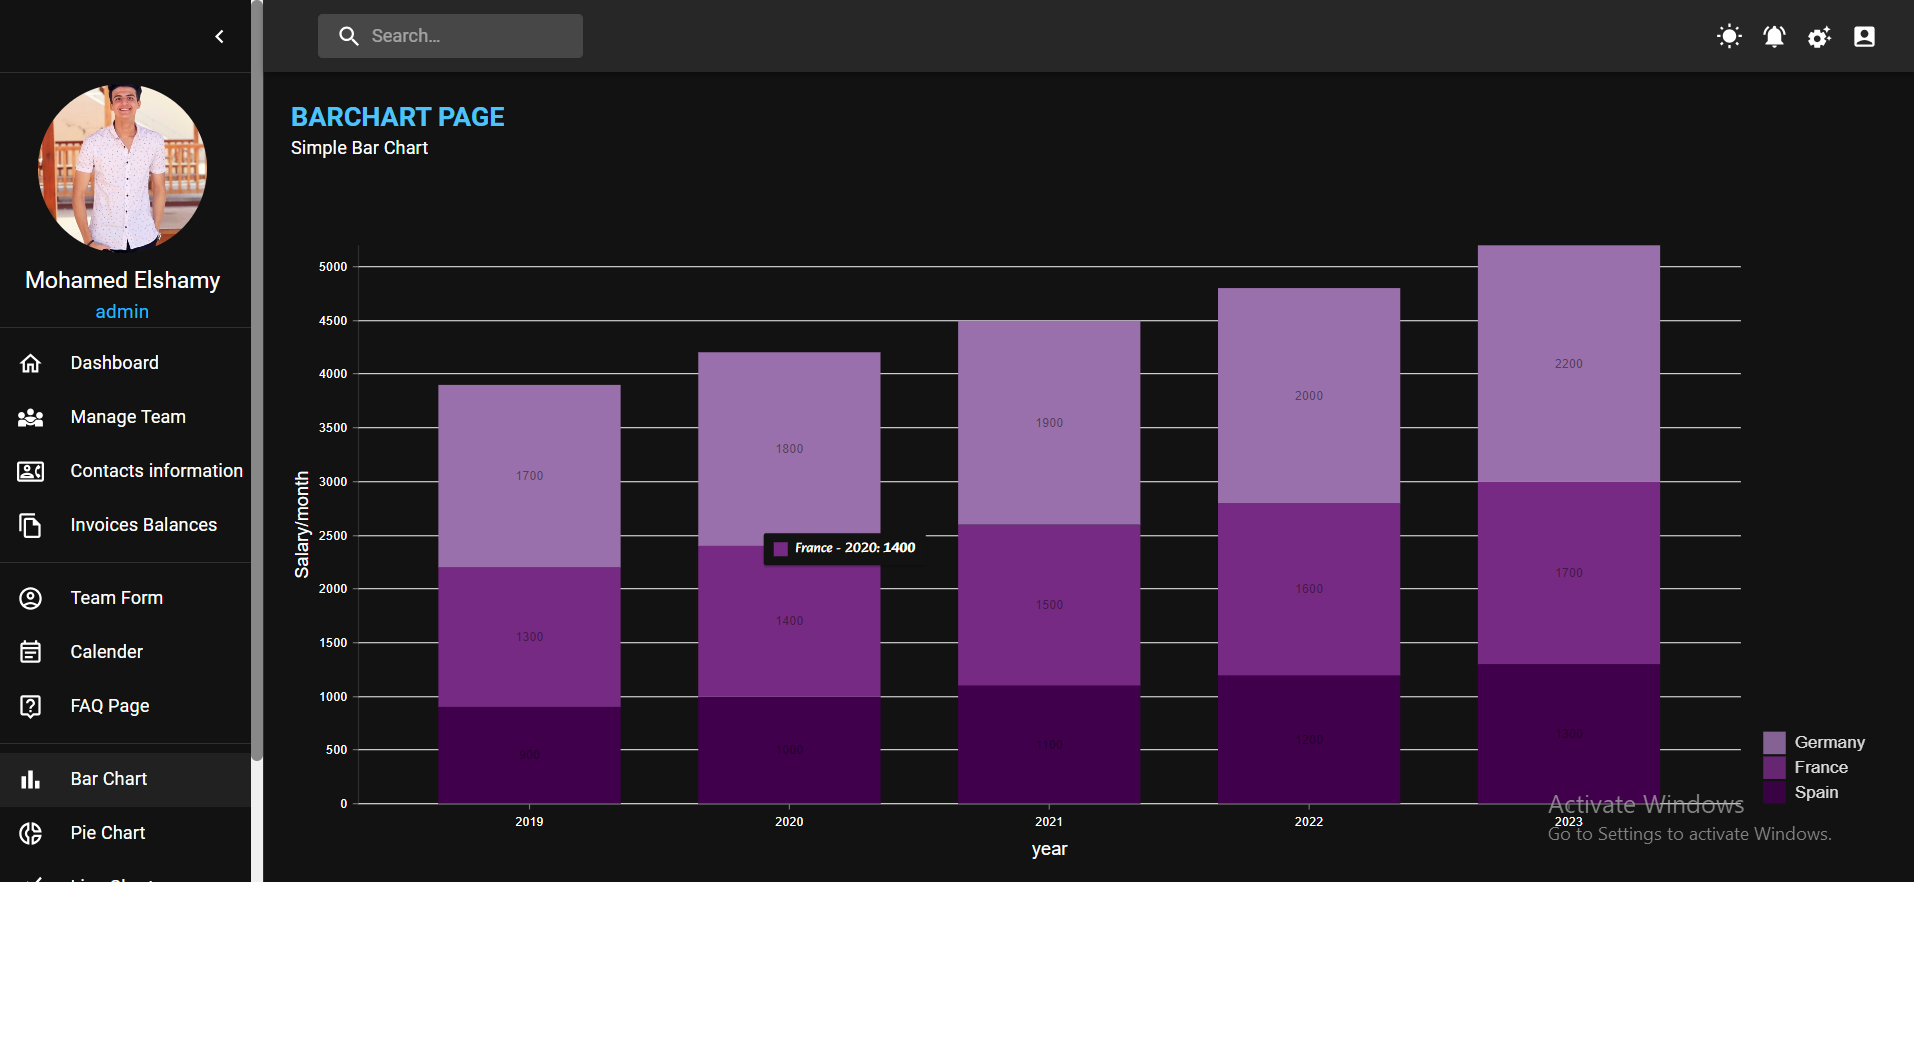 Search…
Mohamed Elshamy
admin
Dashboard
Manage Team
Contacts information
Invoices Balances
Team Form
Calender
FAQ Page
Bar Chart
Pie Chart
BARCHART PAGE
Simple Bar Chart
5000
4500
4000
3500
3000
2500
2000
1500
1000
500
0
Salary/month
1700
1300
900
1800
1400
1000
France - 2020: 1400
1900
1500
1100
2000
1600
1200
2200
1700
1300
2019
2020
2021
2022
2023
year
Germany
France
Spain
Activate Windows
Go to Settings to activate Windows.